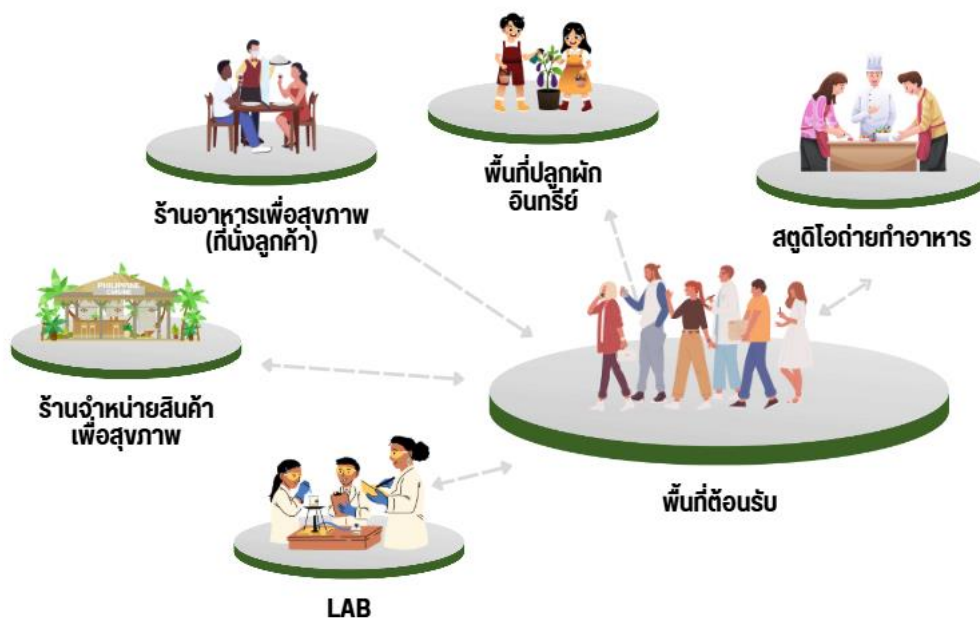 พื้นที่ปลูกผัก
อินทรีย์
ร้านอาหารเพื่อสุขภาพ
(ที่นั่งลูกค้า)
สตูดิโอถ่ายทำอาหาร
PHILIPPINE
CUISINE
ร้านจำหน่ายสินค้า
เพื่อสุขภาพ
พื้นที่ต้อนรับ
LAB